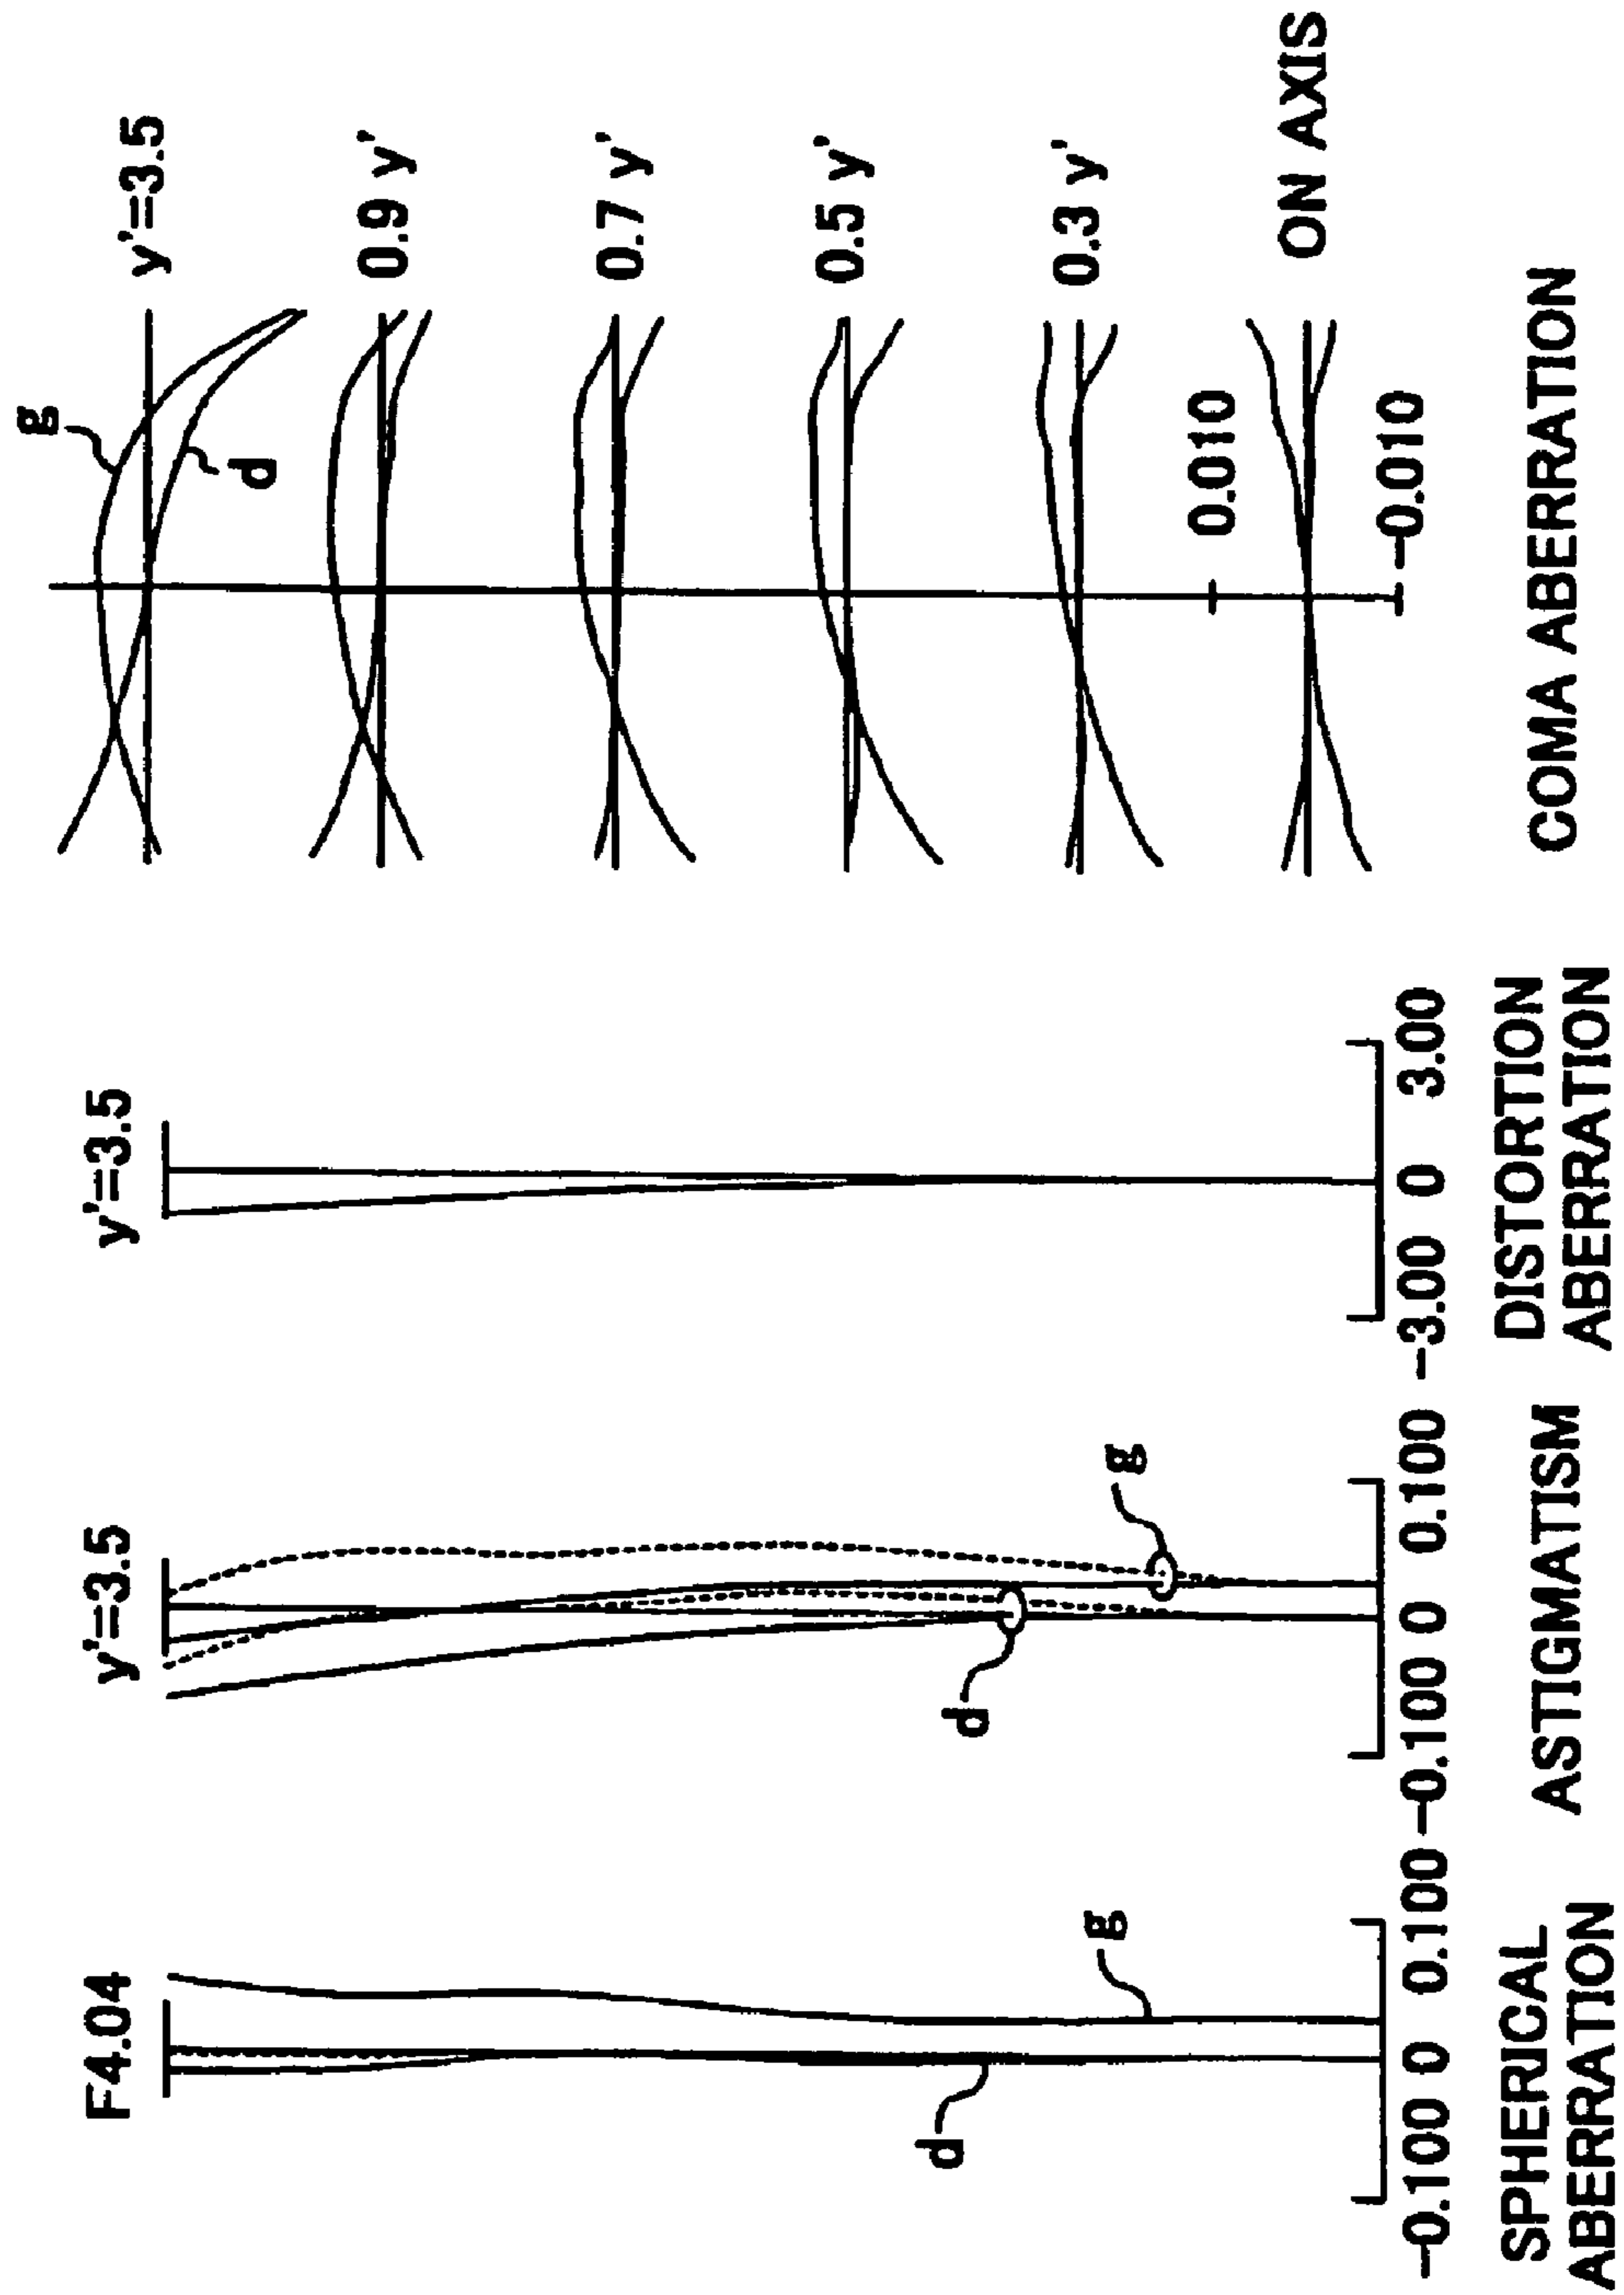 F4.04
g
d
-0.100 0 0.100
SPHERICAL
ABERRATION
y'=3.5
g
d
-0.100 0 0.100
ASTIGMATISM
y'=3.5
-3.00 0 3.00
DISTORTION
ABERRATION
g
d
y'=3.5
0.9 y'
0.7 y'
0.5 y'
0.3 y'
0.010
ON AXIS
-0.010
COMA ABERRATION